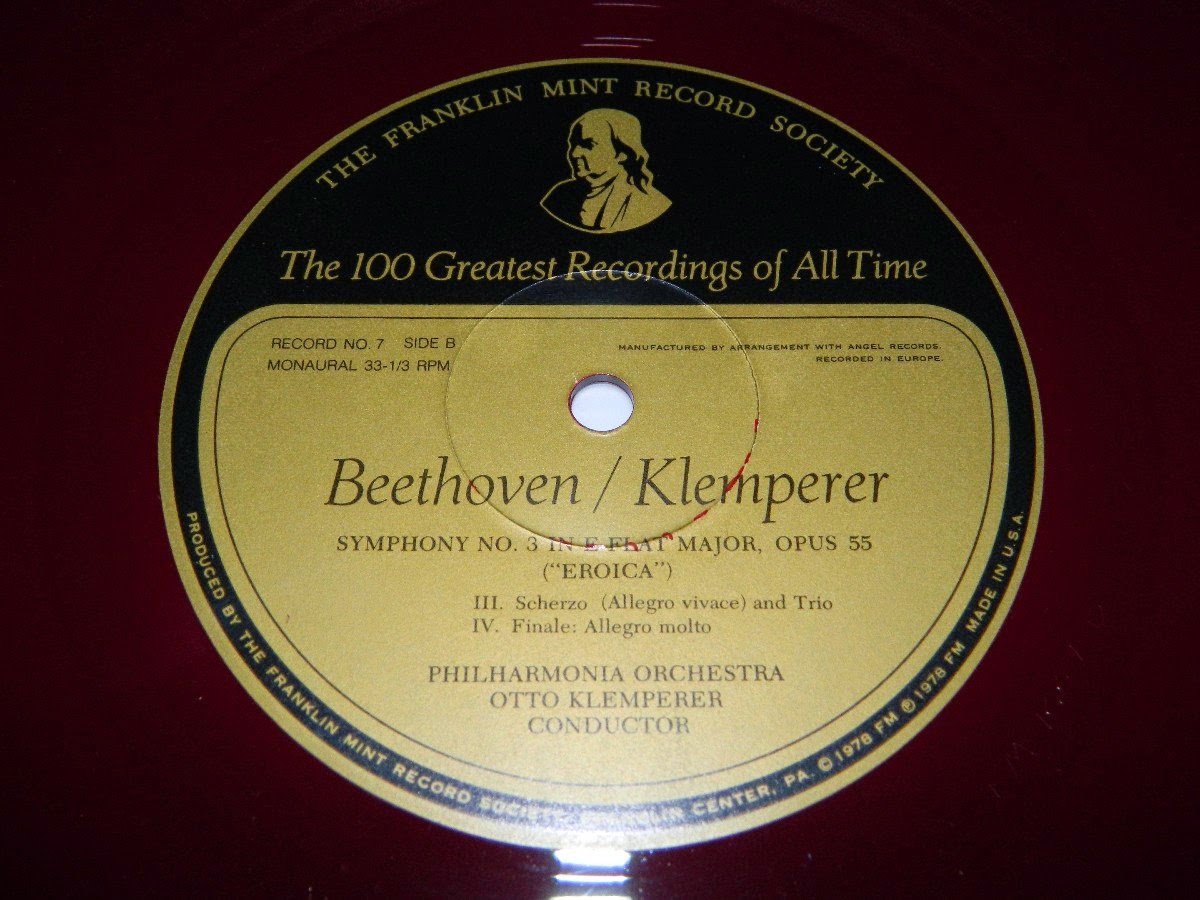 THE FRANKLIN MINT RECORD SOCIETY
The 100 Greatest Recordings of All Time
RECORD NO. 7 SIDE B
MONAURAL 33-1/3 RPM
MANUFACTURED BY ARRANGEMENT WITH ANGEL RECORDS.
RECORDED IN EUROPE.
Beethoven / Klemperer
SYMPHONY NO. 3 IN E FLAT MAJOR, OPUS 55
("EROICA")
III. Scherzo (Allegro vivace) and Trio
IV. Finale: Allegro molto
PHILHARMONIA ORCHESTRA
OTTO KLEMPERER
CONDUCTOR
PRODUCED BY THE FRANKLIN MINT RECORD SOCIETY, FRANKLIN CENTER, PA. © 1978 FM ℗ 1978 FM MADE IN U.S.A.